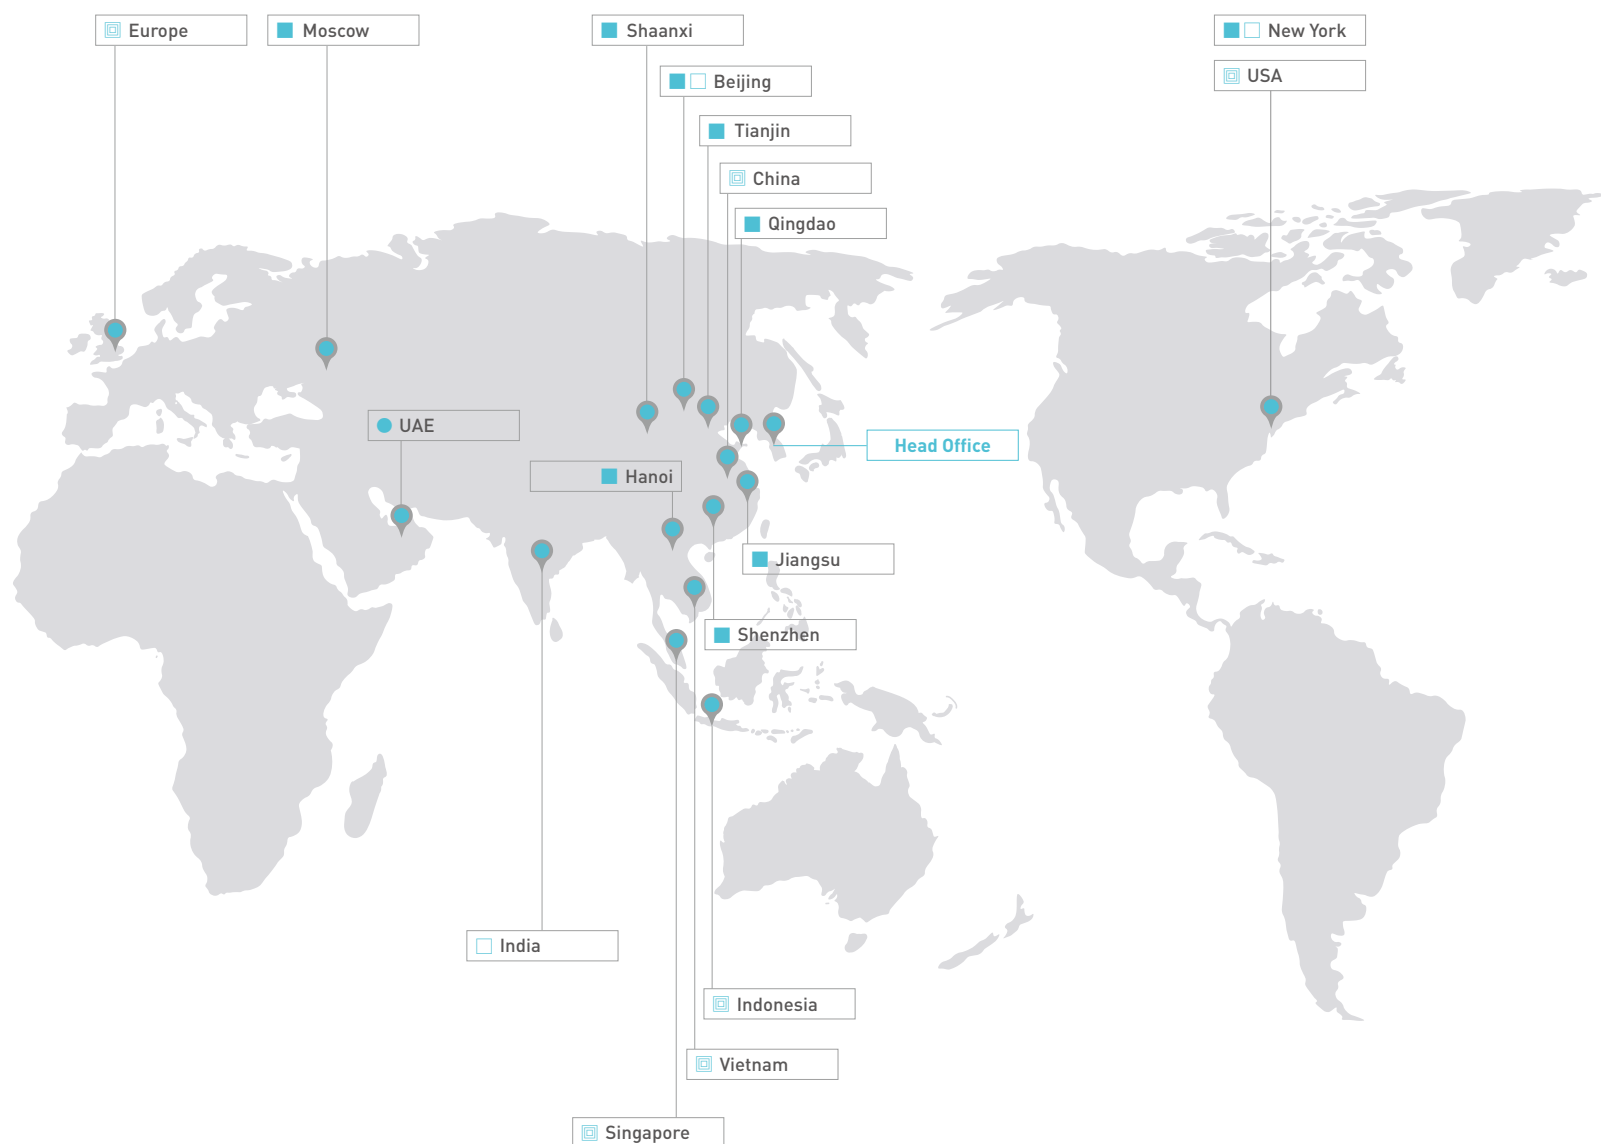 Europe
Moscow
Shaanxi
New York
Beijing
USA
Tianjin
China
Qingdao
UAE
Head Office
Hanoi
Jiangsu
Shenzhen
India
Indonesia
Vietnam
Singapore